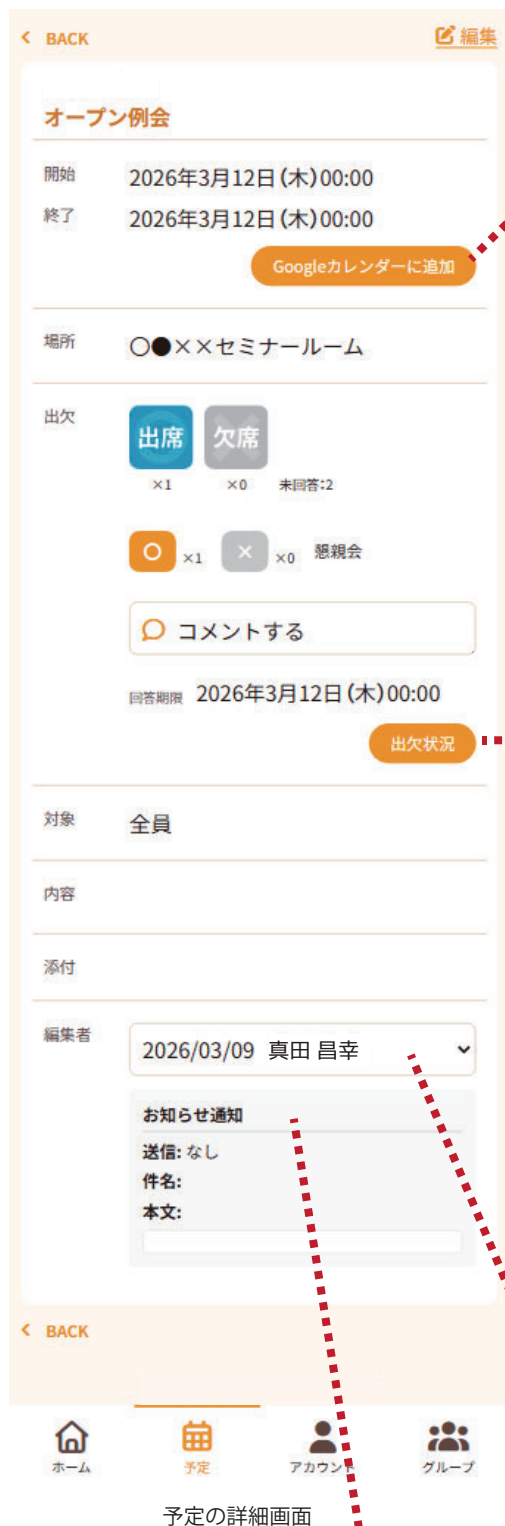 BACK 編集
オープン例会
開始 2026年3月12日(木)00:00
終了 2026年3月12日(木)00:00
Googleカレンダーに追加
場所 〇●××セミナールーム
出欠 出席 欠席
×1 ×0 未回答:2
○ ×1 × ×0 懇親会
コメントする
回答期限 2026年3月12日(木)00:00
出欠状況
対象 全員
内容
添付
編集者 2026/03/09 真田 昌幸
お知らせ通知
送信: なし
件名:
本文:
BACK
ホーム 予定 アカウント グループ
予定の詳細画面